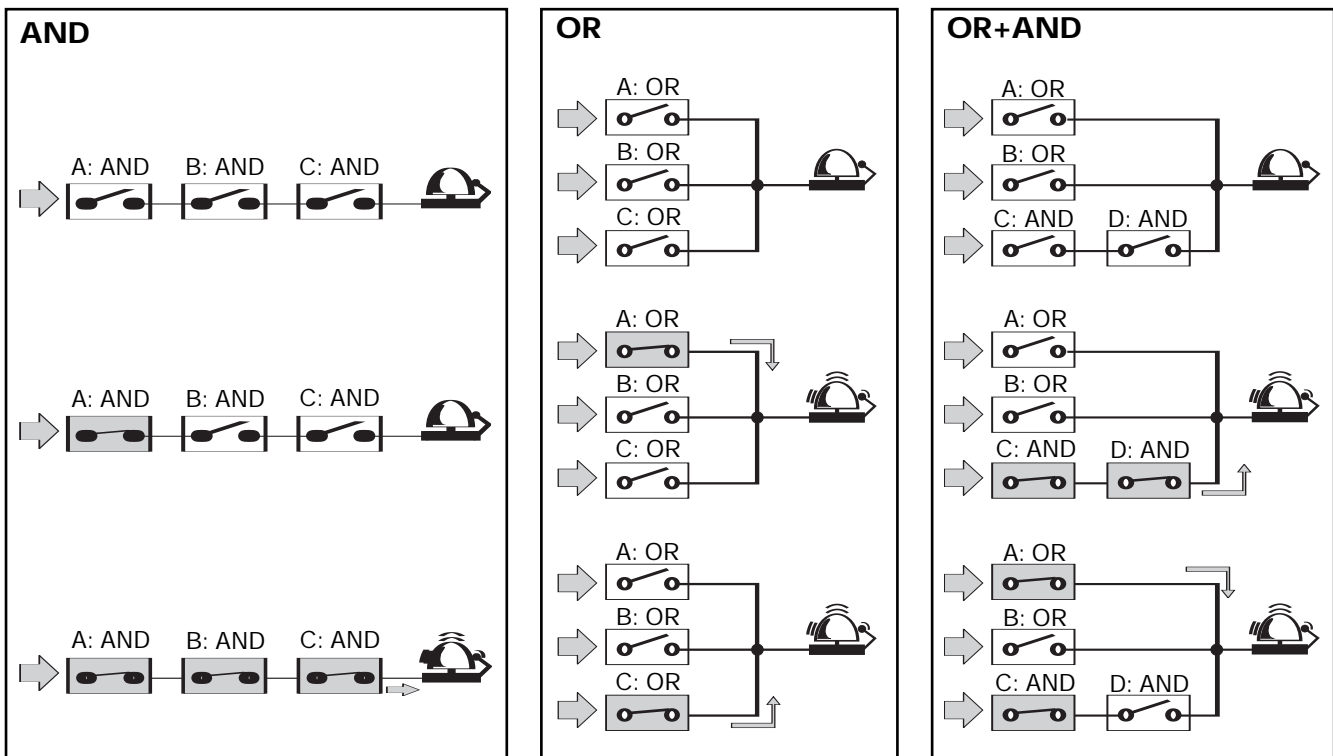 AND
A: AND B: AND C: AND
A: AND B: AND C: AND
A: AND B: AND C: AND
OR
A: OR
B: OR
C: OR
A: OR
B: OR
C: OR
A: OR
B: OR
C: OR
OR+AND
A: OR
B: OR
C: AND D: AND
A: OR
B: OR
C: AND D: AND
A: OR
B: OR
C: AND D: AND